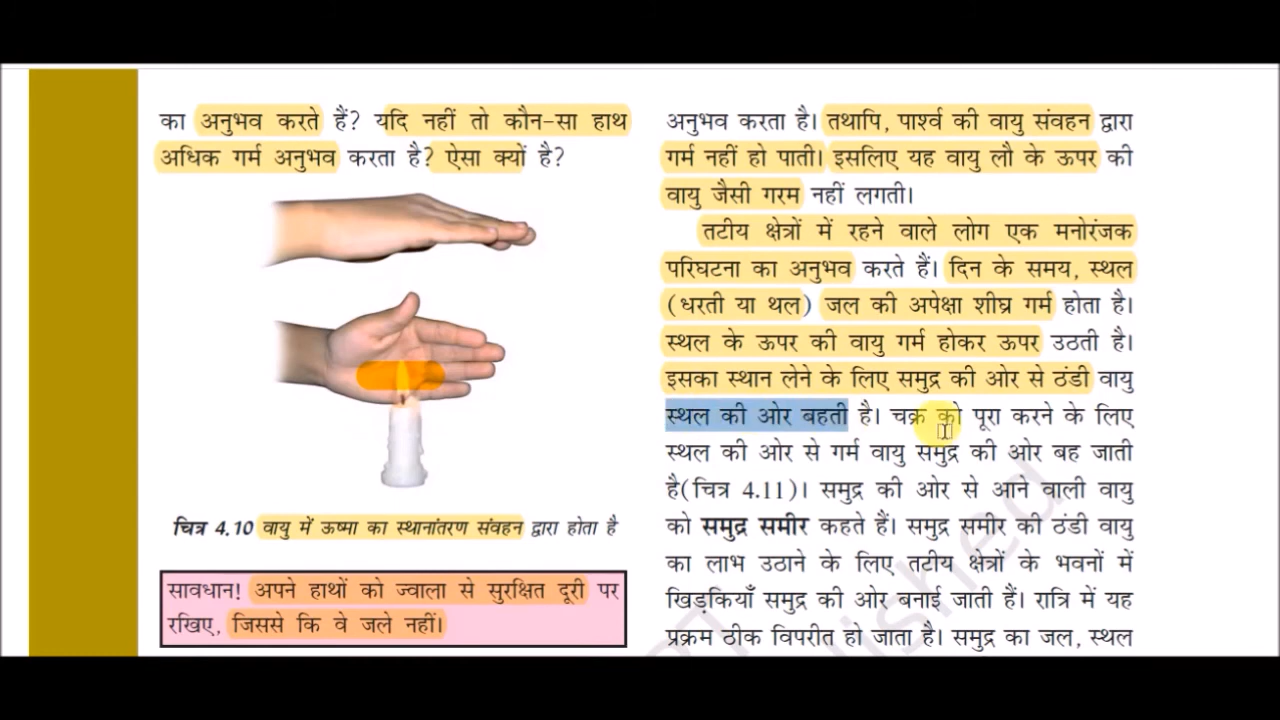 का अनुभव करते हैं? यदि नहीं तो कौन-सा हाथ
अधिक गर्म अनुभव करता है? ऐसा क्यों है?
चित्र 4.10 वायु में ऊष्मा का स्थानांतरण संवहन द्वारा होता है
सावधान! अपने हाथों को ज्वाला से सुरक्षित दूरी पर
रखिए, जिससे कि वे जले नहीं।
अनुभव करता है। तथापि, पार्श्व की वायु संवहन द्वारा
गर्म नहीं हो पाती। इसलिए यह वायु लौ के ऊपर की
वायु जैसी गरम नहीं लगती।
तटीय क्षेत्रों में रहने वाले लोग एक मनोरंजक
परिघटना का अनुभव करते हैं। दिन के समय, स्थल
(धरती या थल) जल की अपेक्षा शीघ्र गर्म होता है।
स्थल के ऊपर की वायु गर्म होकर ऊपर उठती है।
इसका स्थान लेने के लिए समुद्र की ओर से ठंडी वायु
स्थल की ओर बहती है। चक्र को पूरा करने के लिए
स्थल की ओर से गर्म वायु समुद्र की ओर बह जाती
है(चित्र 4.11)। समुद्र की ओर से आने वाली वायु
को समुद्र समीर कहते हैं। समुद्र समीर की ठंडी वायु
का लाभ उठाने के लिए तटीय क्षेत्रों के भवनों में
खिड़कियाँ समुद्र की ओर बनाई जाती हैं। रात्रि में यह
प्रक्रम ठीक विपरीत हो जाता है। समुद्र का जल, स्थल